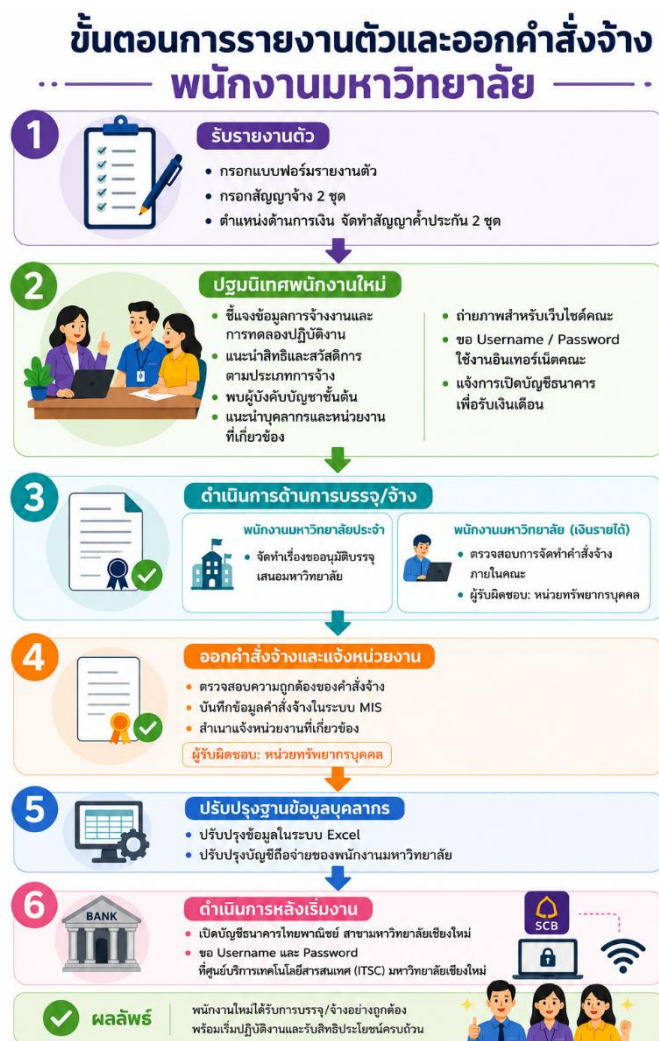 ขั้นตอนการรายงานตัวและออกคำสั่งจ้าง
พนักงานมหาวิทยาลัย
1
รับรายงานตัว
• กรอกแบบฟอร์มรายงานตัว
• กรอกสัญญาจ้าง 2 ชุด
• ตำแหน่งด้านการเงิน จัดทำสัญญาค้ำประกัน 2 ชุด
2
ปฐมนิเทศพนักงานใหม่
• ชี้แจงข้อมูลการจ้างงานและ
การทดลองปฏิบัติงาน
• แนะนำสิทธิและสวัสดิการ
ตามประเภทการจ้าง
• พบผู้บังคับบัญชาชั้นต้น
• แนะนำบุคลากรและหน่วยงาน
ที่เกี่ยวข้อง
• ถ่ายภาพสำหรับเว็บไซต์คณะ
• ขอ Username / Password
ใช้งานอินเทอร์เน็ตคณะ
• แจ้งการเปิดบัญชีธนาคาร
เพื่อรับเงินเดือน
3
ดำเนินการด้านการบรรจุ/จ้าง
พนักงานมหาวิทยาลัยประจำ
• จัดทำเรื่องขออนุมัติบรรจุ
เสนอมหาวิทยาลัย
พนักงานมหาวิทยาลัย (เงินรายได้)
• ตรวจสอบการจัดทำคำสั่งจ้าง
ภายในคณะ
• ผู้รับผิดชอบ: หน่วยทรัพยากรบุคคล
4
ออกคำสั่งจ้างและแจ้งหน่วยงาน
• ตรวจสอบความถูกต้องของคำสั่งจ้าง
• บันทึกข้อมูลคำสั่งจ้างในระบบ MIS
• สำเนาแจ้งหน่วยงานที่เกี่ยวข้อง
ผู้รับผิดชอบ: หน่วยทรัพยากรบุคคล
5
ปรับปรุงฐานข้อมูลบุคลากร
• ปรับปรุงข้อมูลในระบบ Excel
• ปรับปรุงบัญชีถือจ่ายของพนักงานมหาวิทยาลัย
6
BANK
ดำเนินการหลังเริ่มงาน
• เปิดบัญชีธนาคารไทยพาณิชย์ สาขามหาวิทยาลัยเชียงใหม่
• ขอ Username และ Password
ที่ศูนย์บริการเทคโนโลยีสารสนเทศ (ITSC) มหาวิทยาลัยเชียงใหม่
SCB
ผลลัพธ์
พนักงานใหม่ได้รับการบรรจุ/จ้างอย่างถูกต้อง
พร้อมเริ่มปฏิบัติงานและรับสิทธิประโยชน์ครบถ้วน